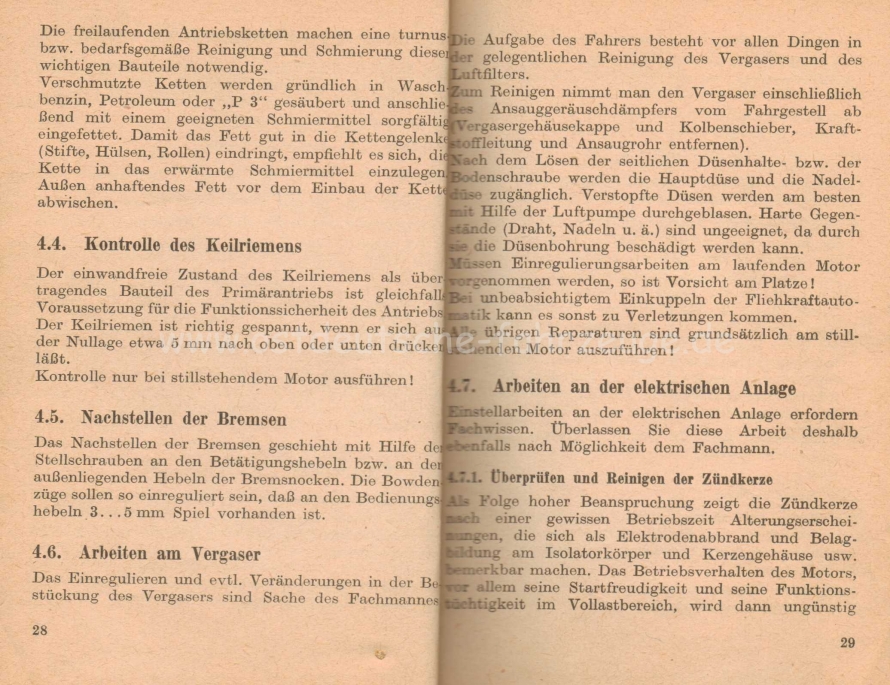 Die freilaufenden Antriebsketten machen eine turnus-
bzw. bedarfsgemäße Reinigung und Schmierung dieser
wichtigen Bauteile notwendig.
Verschmutzte Ketten werden gründlich in Wasch-
benzin, Petroleum oder „P 3“ gesäubert und anschlie-
ßend mit einem geeigneten Schmiermittel sorgfältig
eingefettet. Damit das Fett gut in die Kettengelenke
(Stifte, Hülsen, Rollen) eindringt, empfiehlt es sich, die
Kette in das erwärmte Schmiermittel einzulegen.
Außen anhaftendes Fett vor dem Einbau der Kette
abwischen.
4.4. Kontrolle des Keilriemens
Der einwandfreie Zustand des Keilriemens als über-
tragendes Bauteil des Primärantriebs ist gleichfalls
Voraussetzung für die Funktionssicherheit des Antriebs.
Der Keilriemen ist richtig gespannt, wenn er sich aus
der Nullage etwa 5 mm nach oben oder unten drücken
läßt.
Kontrolle nur bei stillstehendem Motor ausführen!
4.5. Nachstellen der Bremsen
Das Nachstellen der Bremsen geschieht mit Hilfe der
Stellschrauben an den Betätigungshebeln bzw. an den
außenliegenden Hebeln der Bremsnocken. Die Bowden-
züge sollen so einreguliert sein, daß an den Bedienungs-
hebeln 3...5 mm Spiel vorhanden ist.
4.6. Arbeiten am Vergaser
Das Einregulieren und evtl. Veränderungen in der Be-
stückung des Vergasers sind Sache des Fachmannes.
28
Die Aufgabe des Fahrers besteht vor allen Dingen in
der gelegentlichen Reinigung des Vergasers und des
Luftfilters.
Zum Reinigen nimmt man den Vergaser einschließlich
des Ansauggeräuschdämpfers vom Fahrgestell ab
(Vergasergehäusekappe und Kolbenschieber, Kraft-
stoffleitung und Ansaugrohr entfernen).
Nach dem Lösen der seitlichen Düsenhalte- bzw. der
Bodenschraube werden die Hauptdüse und die Nadel-
düse zugänglich. Verstopfte Düsen werden am besten
mit Hilfe der Luftpumpe durchgeblasen. Harte Gegen-
stände (Draht, Nadeln u. ä.) sind ungeeignet, da durch
sie die Düsenbohrung beschädigt werden kann.
Müssen Einregulierungsarbeiten am laufenden Motor
vorgenommen werden, so ist Vorsicht am Platze!
Bei unbeabsichtigtem Einkuppeln der Fliehkraftauto-
matik kann es sonst zu Verletzungen kommen.
Alle übrigen Reparaturen sind grundsätzlich am still-
stehenden Motor auszuführen!
4.7. Arbeiten an der elektrischen Anlage
Einstellarbeiten an der elektrischen Anlage erfordern
Fachwissen. Überlassen Sie diese Arbeit deshalb
ebenfalls nach Möglichkeit dem Fachmann.
4.7.1. Überprüfen und Reinigen der Zündkerze
Als Folge hoher Beanspruchung zeigt die Zündkerze
nach einer gewissen Betriebszeit Alterungserschei-
nungen, die sich als Elektrodenabbrand und Belag-
bildung am Isolatorkörper und Kerzengehäuse usw.
bemerkbar machen. Das Betriebsverhalten des Motors,
vor allem seine Startfreudigkeit und seine Funktions-
tüchtigkeit im Vollastbereich, wird dann ungünstig
29